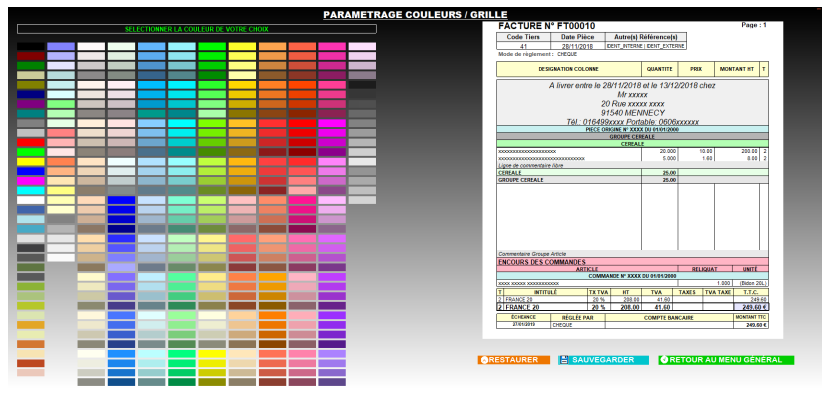 PARAMETRAGE COULEURS / GRILLE
SELECTIONNER LA COULEUR DE VOTRE CHOIX
FACTURE N° FT00010 Page : 1
Code Tiers Date Pièce Autre(s) Référence(s)
41 28/11/2018 IDENT_INTERNE | IDENT_EXTERNE
Mode de règlement : CHEQUE
DESIGNATION COLONNE QUANTITE PRIX MONTANT HT T
A livrer entre le 28/11/2018 et le 13/12/2018 chez
Mr xxxxx
20 Rue xxxxx xxxx
91540 MENNECY
Tél.: 016499xxxx Portable: 0606xxxxxx
PIECE ORIGINE N° XXXX DU 01/01/2000
GROUPE CEREALE
CEREALE
xxxxxxxxxxxxxxxxxxxx 20.000 10.00 200.00 2
xxxxxxxxxxxxxxxxxxxxxxxxxxxxxx 5.000 1.60 8.00 2
Ligne de commentaire libre
CEREALE 25.00
GROUPE CEREALE 25.00
Commentaire Groupe Article
ENCOURS DES COMMANDES
ARTICLE RELIQUAT UNITÉ
COMMANDE N° XXXX DU 01/01/2000
xxxx xxxxx xxxxxxxxxxx 1.000 (Bidon 20L)
T INTITULÉ TX TVA HT TVA TAXES TVA TAXE T.T.C.
2 FRANCE 20 20 % 208.00 41.60 249.60
2 FRANCE 20 20 % 208.00 41.60 249.60 €
ÉCHEANCE RÉGLÉE PAR COMPTE BANCAIRE MONTANT TTC
27/01/2019 CHEQUE 249.60 €
RESTAURER SAUVEGARDER RETOUR AU MENU GÉNÉRAL